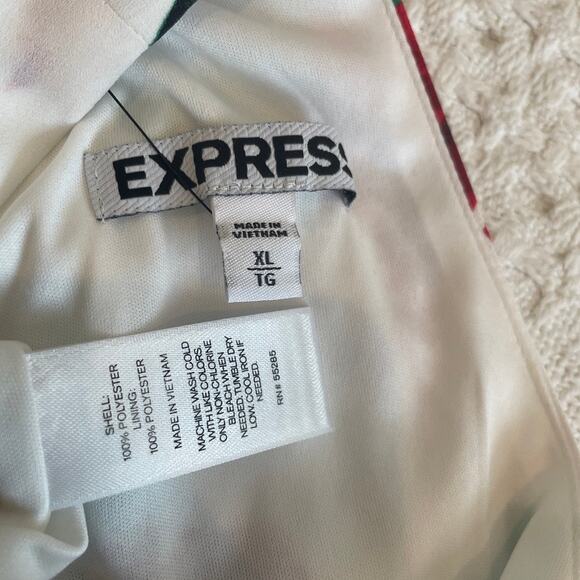 EXPRESS
MADE IN
VIETNAM
XL
TG
SHELL:
100% POLYESTER
LINING:
100% POLYESTER
MADE IN VIETNAM
MACHINE WASH COLD
WITH LIKE COLORS.
ONLY NON-CHLORINE
BLEACH WHEN
NEEDED. TUMBLE DRY
LOW. COOL IRON IF
NEEDED.
RN# 55285